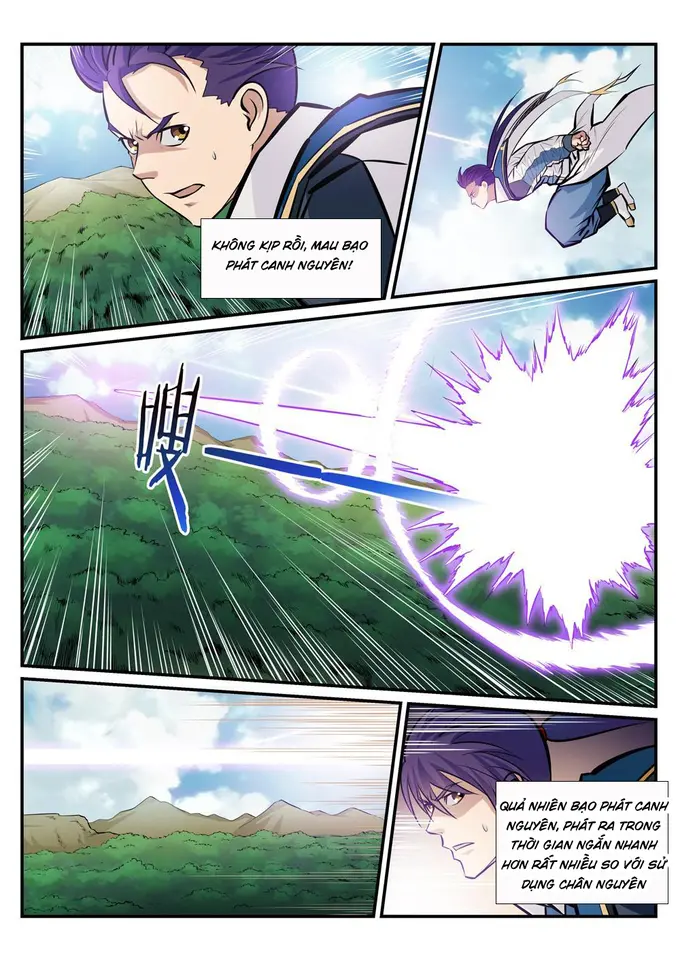 KHÔNG KỊP RỒI, MAU BẠO
PHÁT CANH NGUYÊN!
嗖
QUẢ NHIÊN BẠO PHÁT CANH
NGUYÊN, PHÁT RA TRONG
THỜI GIAN NGẮN NHANH
HƠN RẤT NHIỀU SO VỚI SỬ
DỤNG CHÂN NGUYÊN